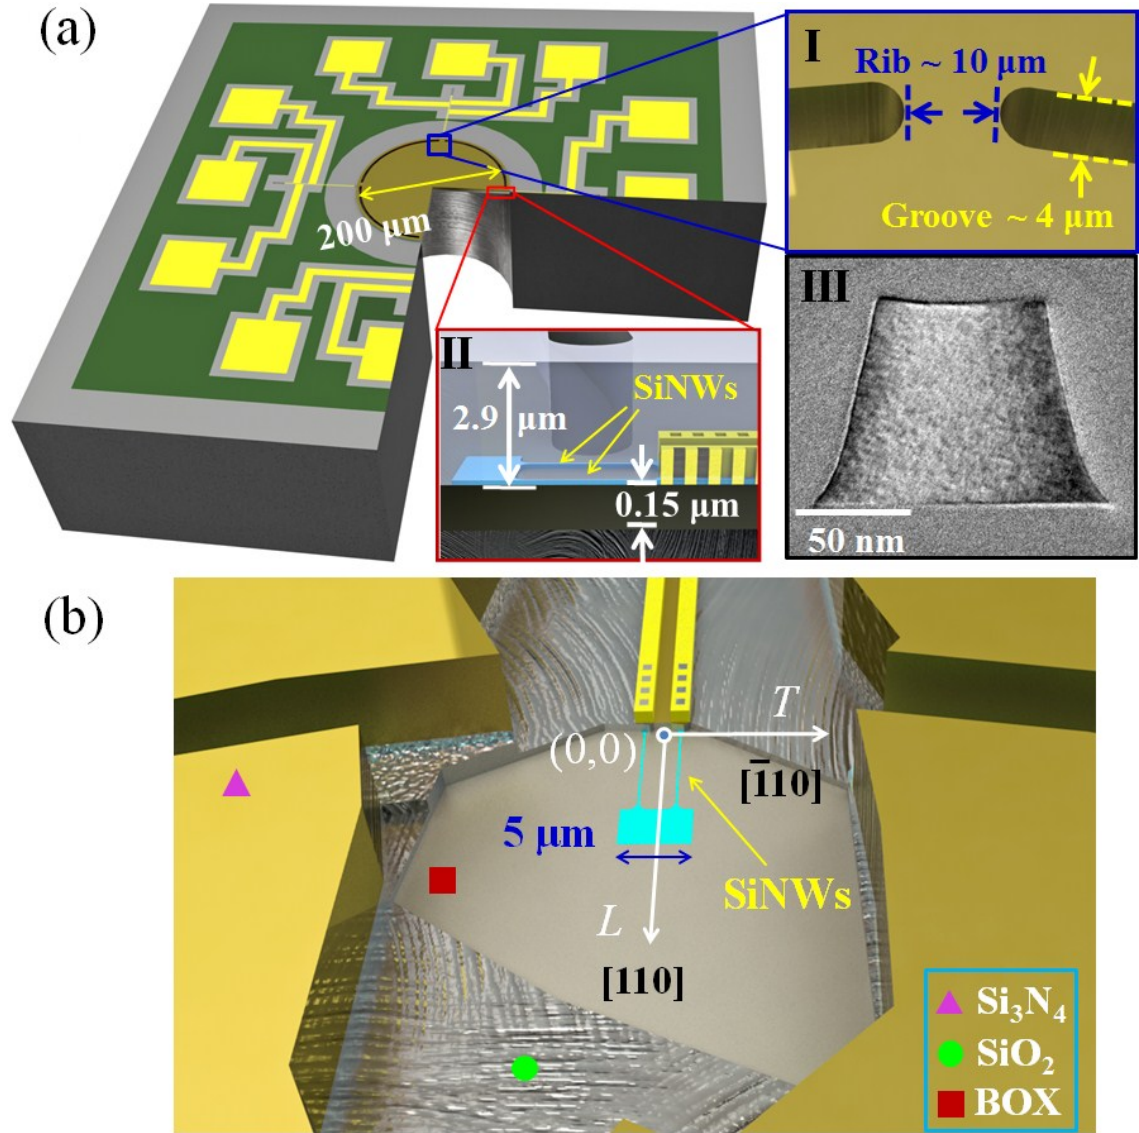 (a)
200 μm
I
Rib ~ 10 μm
Groove ~ 4 μm
II
SiNWs
2.9 μm
0.15 μm
III
50 nm
(b)
T
(0,0)
[1̄10]
5 μm
SiNWs
L
[110]
Si₃N₄
SiO₂
BOX